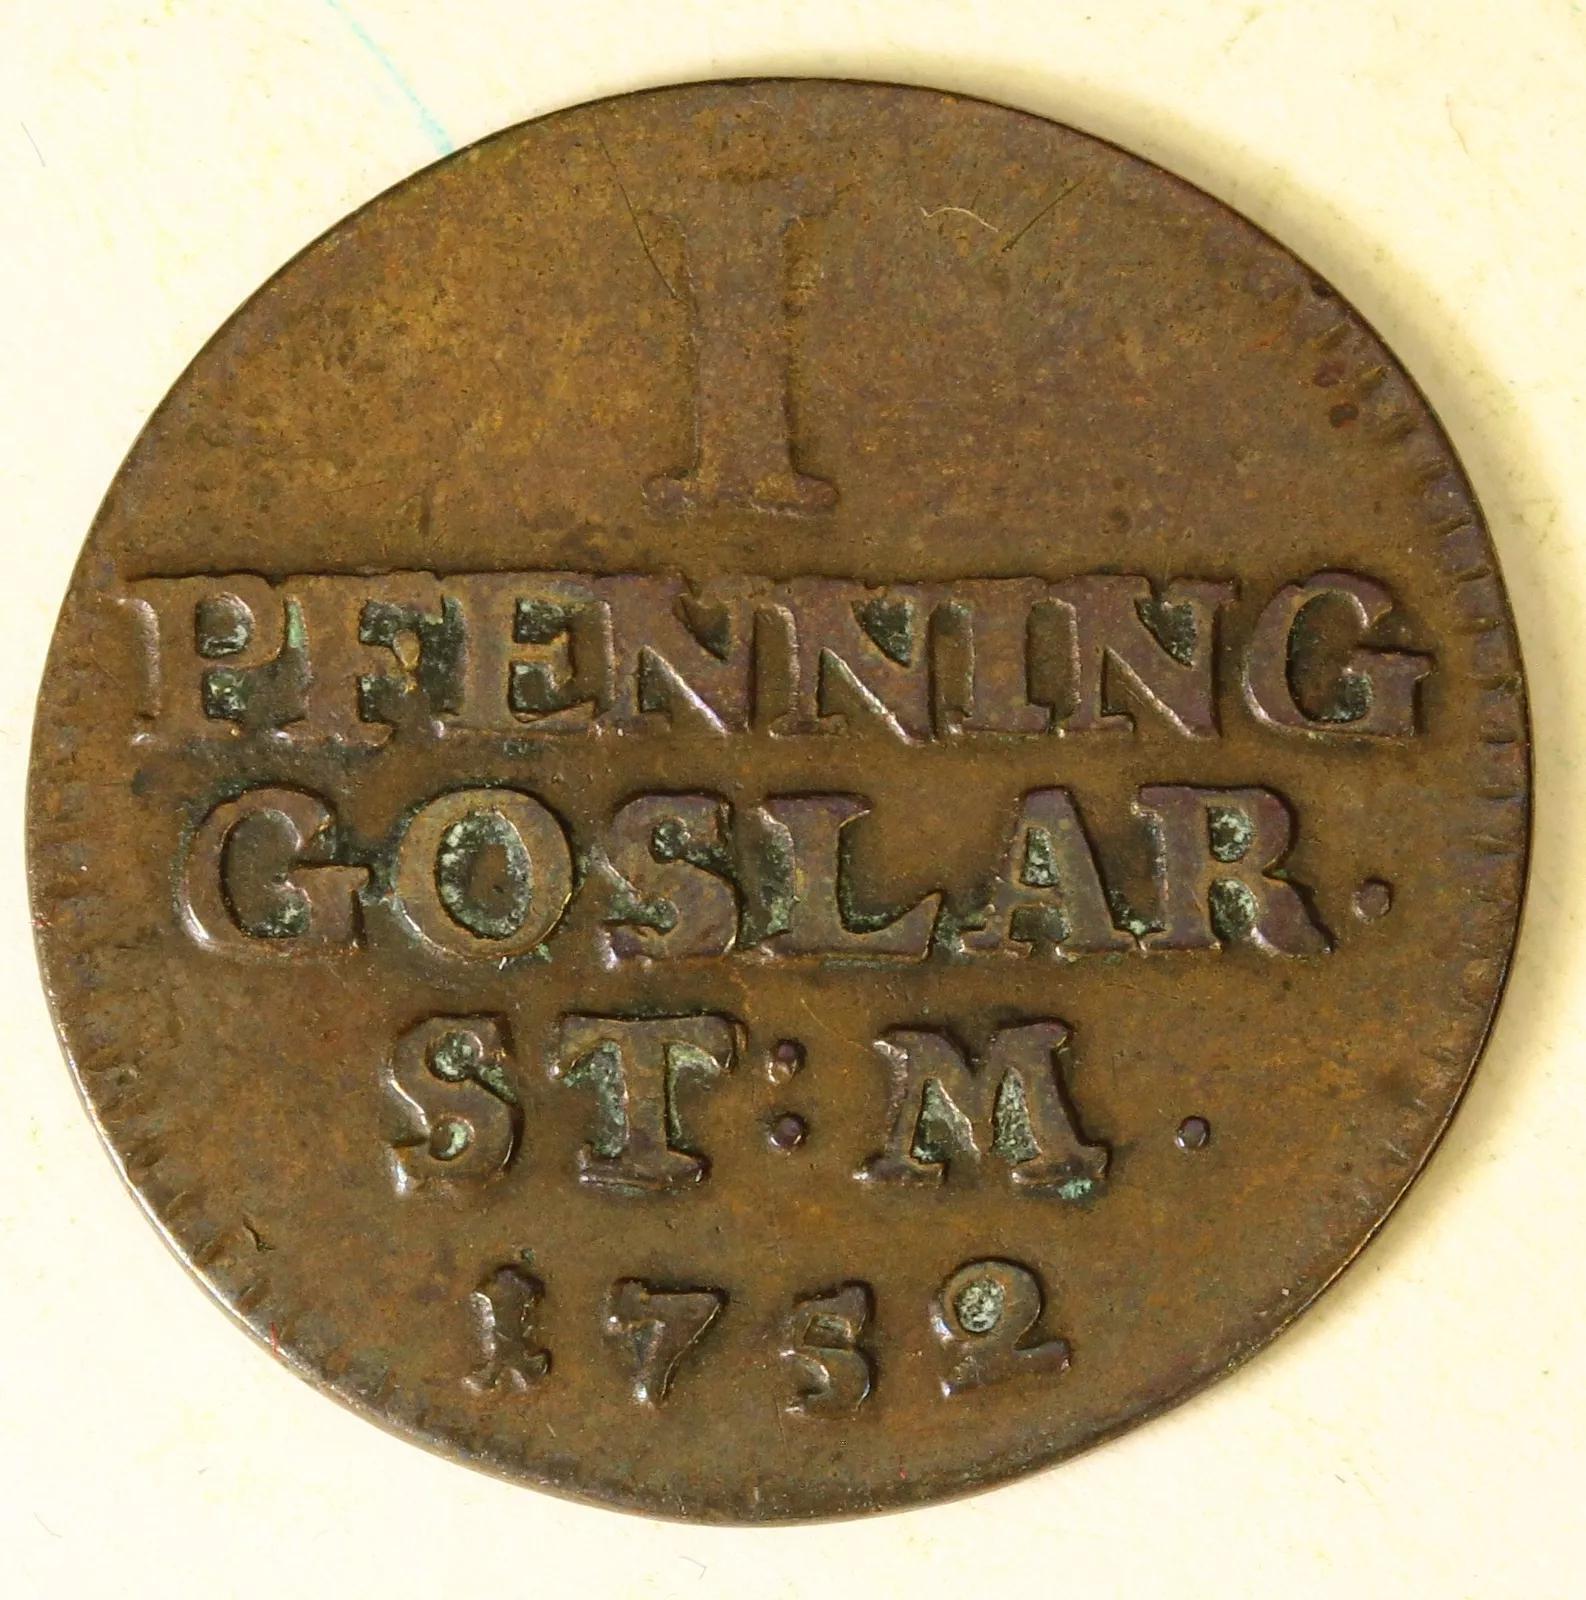 I
PFENNING
GOSLAR.
ST: M.
1752